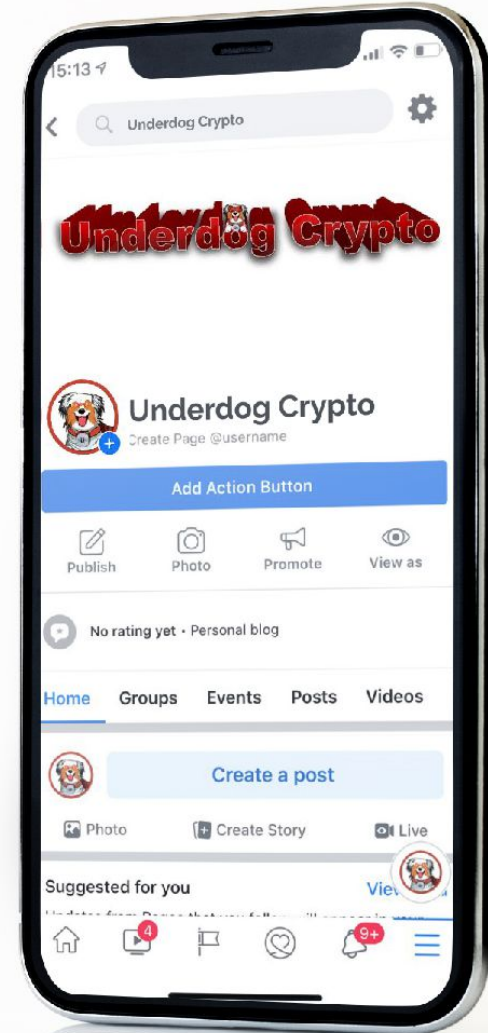 15:13
Underdog Crypto
Underdog Crypto
Underdog Crypto
Create Page @username
Add Action Button
Publish Photo Promote View as
No rating yet • Personal blog
Home Groups Events Posts Videos
Create a post
Photo Create Story Live
Suggested for you
4 9+